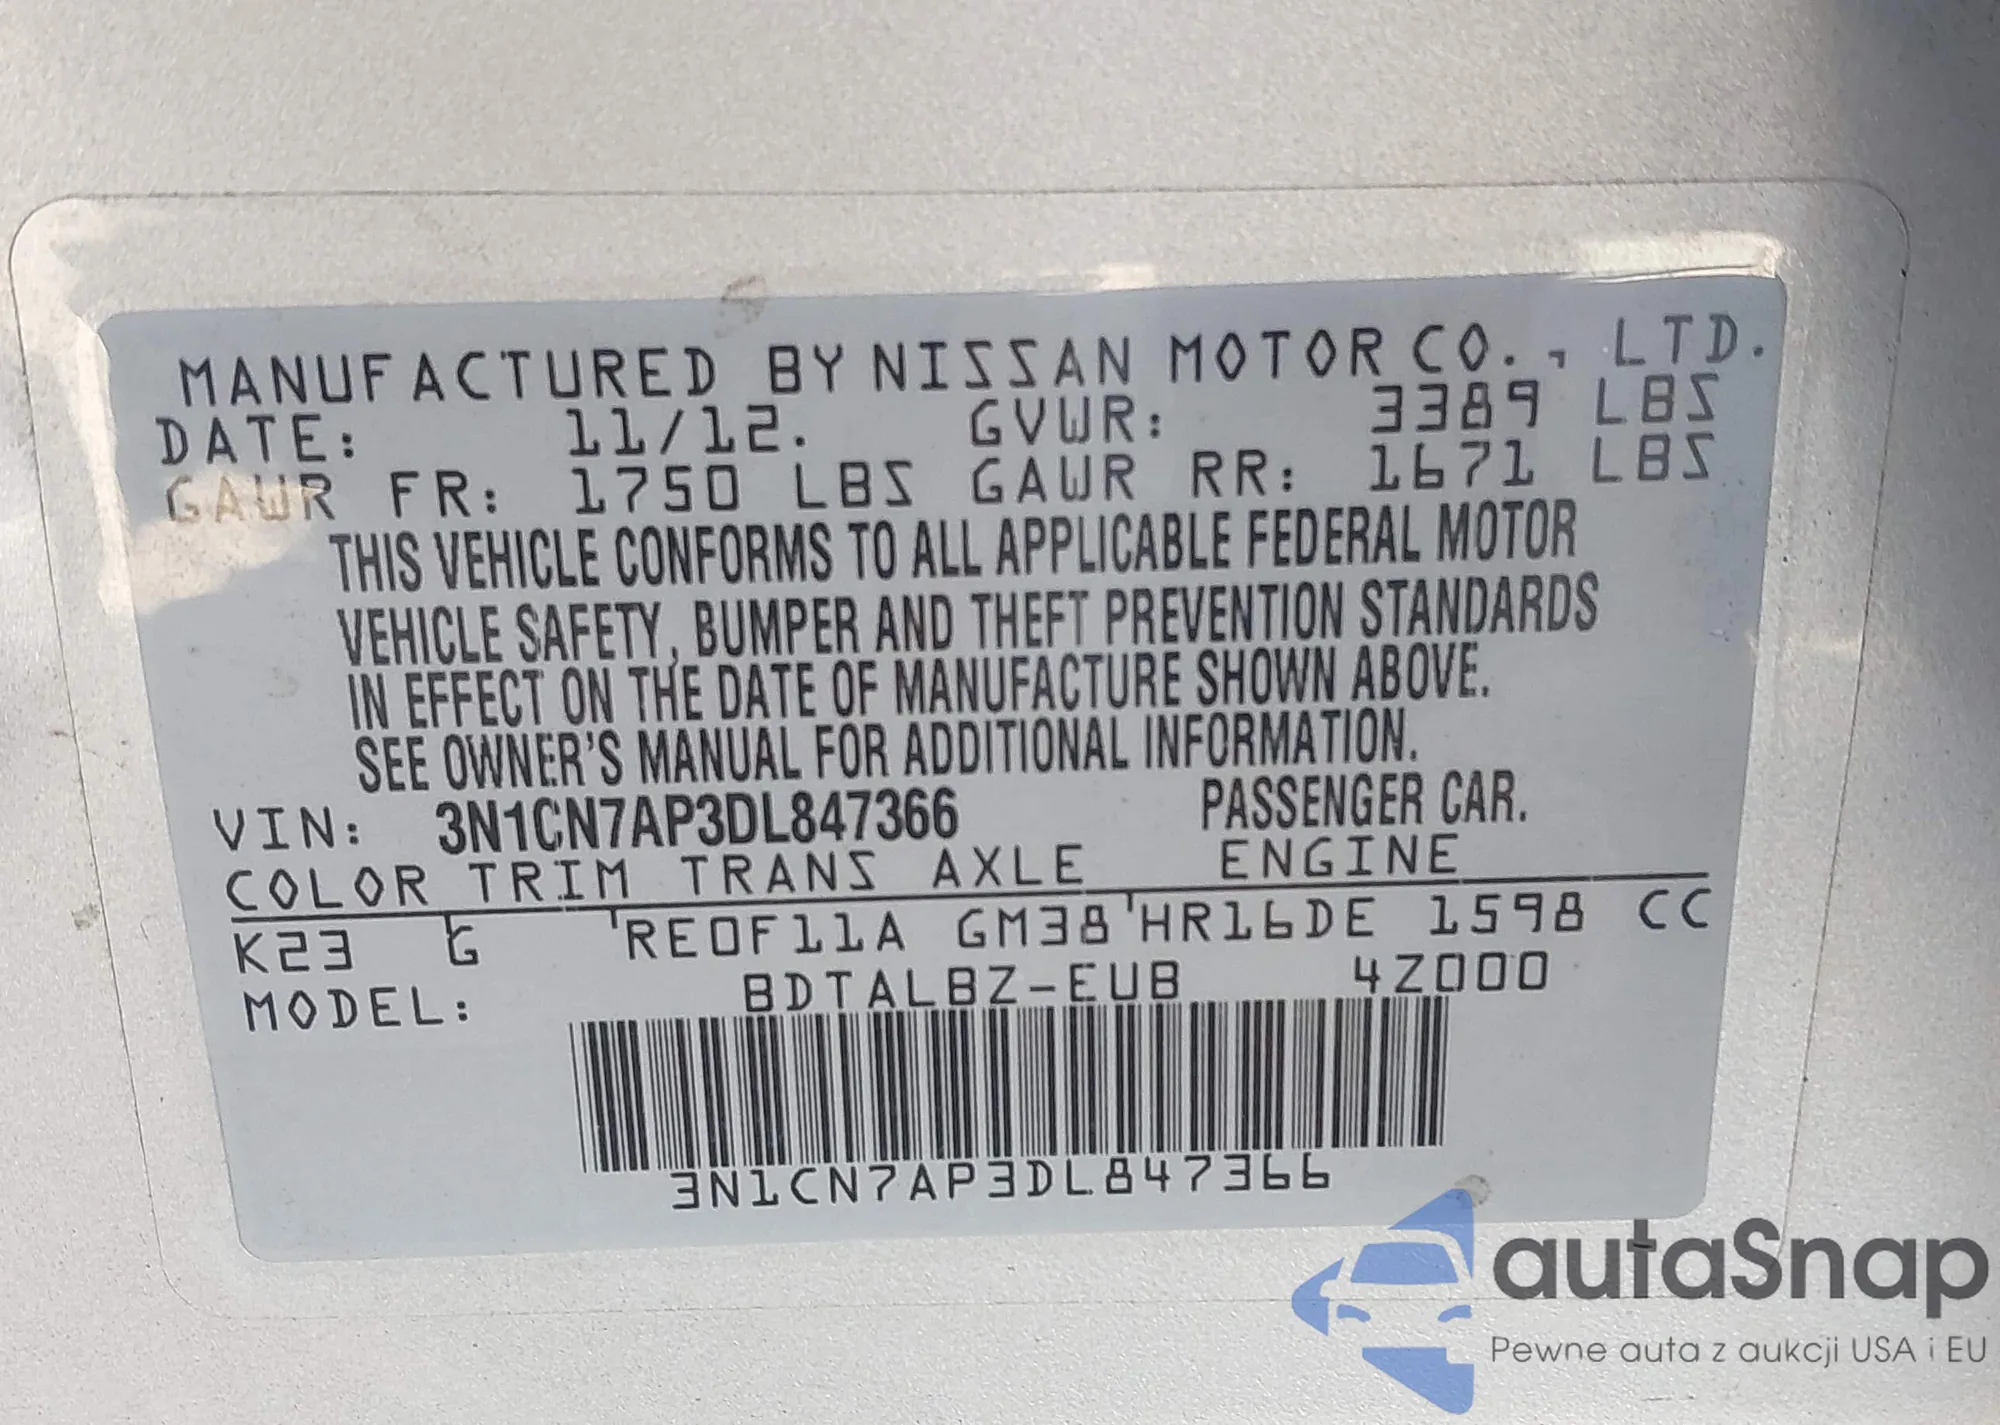 MANUFACTURED BY NISSAN MOTOR CO., LTD.
DATE: 11/12. GVWR: 3389 LBS
GAWR FR: 1750 LBS GAWR RR: 1671 LBS
THIS VEHICLE CONFORMS TO ALL APPLICABLE FEDERAL MOTOR
VEHICLE SAFETY, BUMPER AND THEFT PREVENTION STANDARDS
IN EFFECT ON THE DATE OF MANUFACTURE SHOWN ABOVE.
SEE OWNER'S MANUAL FOR ADDITIONAL INFORMATION.
VIN: 3N1CN7AP3DL847366 PASSENGER CAR.
COLOR TRIM TRANS AXLE ENGINE
K23 G RE0F11A GM38 HR16DE 1598 CC
MODEL: BDTALBZ-EUB 4Z000
3N1CN7AP3DL847366
autaSnap
Pewne auta z aukcji USA i EU